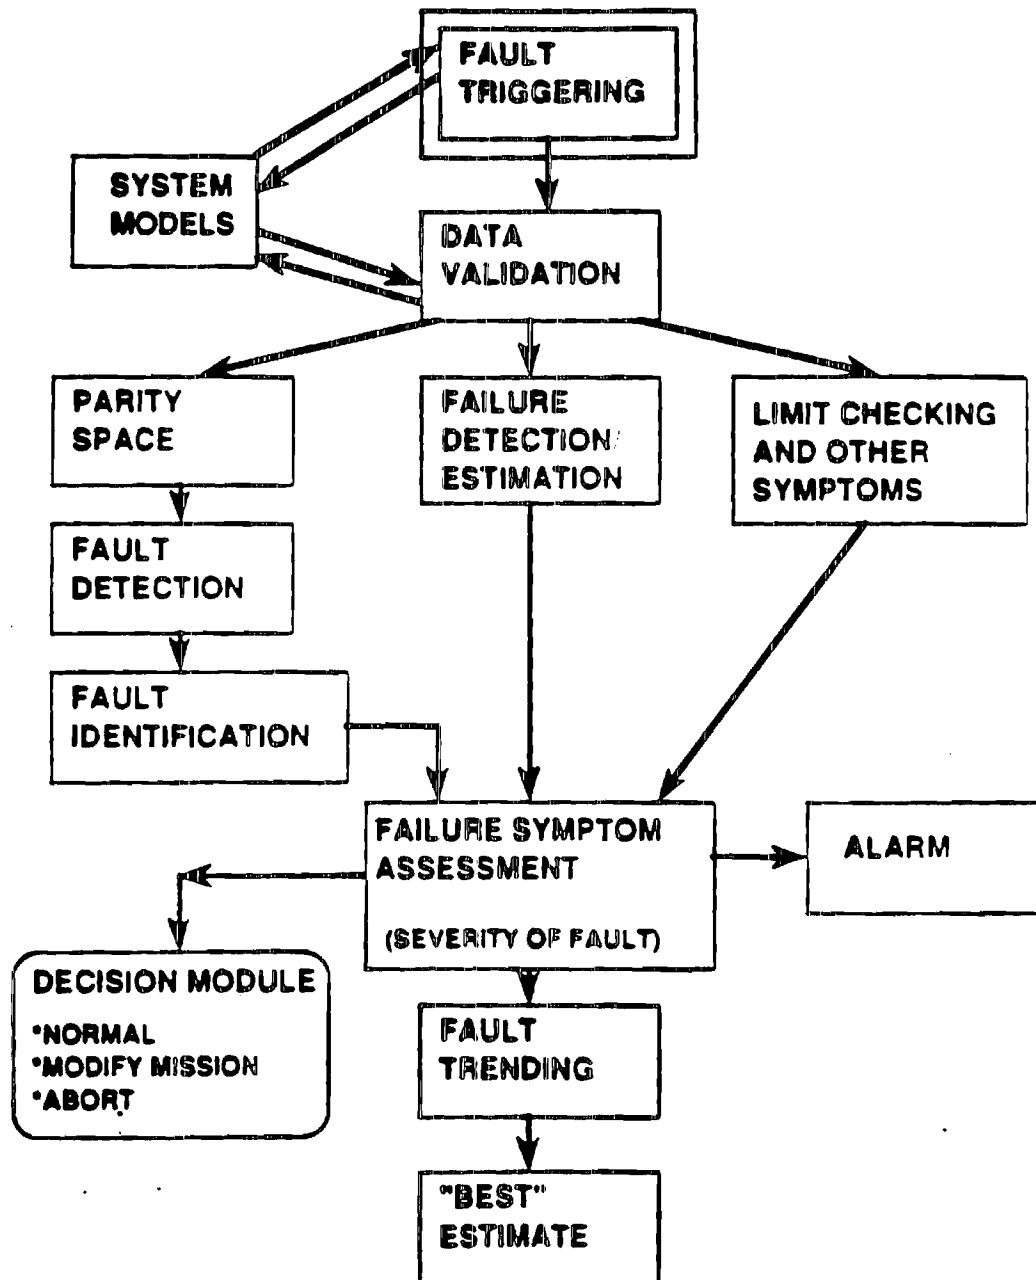 FAULT
TRIGGERING
SYSTEM
MODELS
DATA
VALIDATION
PARITY
SPACE
FAILURE
DETECTION/
ESTIMATION
LIMIT CHECKING
AND OTHER
SYMPTOMS
FAULT
DETECTION
FAULT
IDENTIFICATION
FAILURE SYMPTOM
ASSESSMENT
(SEVERITY OF FAULT)
ALARM
DECISION MODULE
*NORMAL
*MODIFY MISSION
*ABORT
FAULT
TRENDING
"BEST"
ESTIMATE